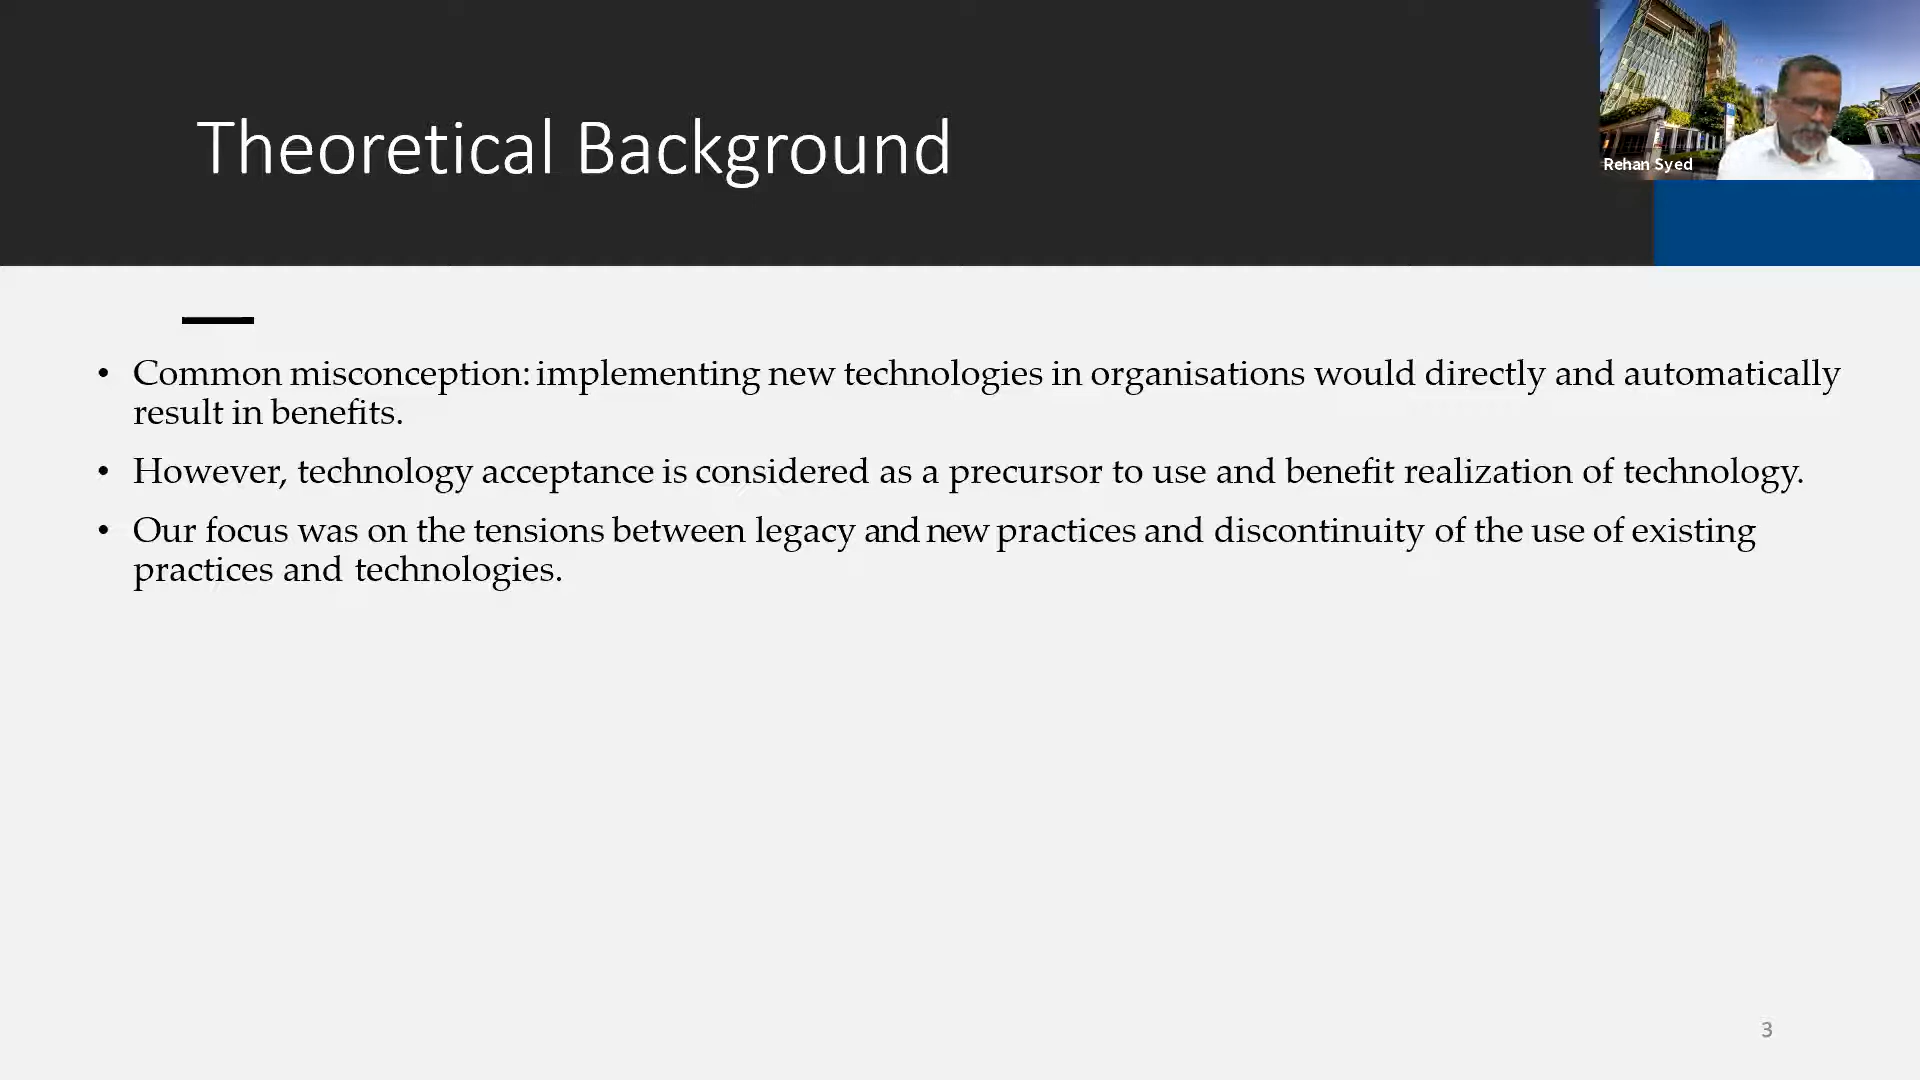 Theoretical Background
Rehan Syed
• Common misconception: implementing new technologies in organisations would directly and automatically
result in benefits.
• However, technology acceptance is considered as a precursor to use and benefit realization of technology.
• Our focus was on the tensions between legacy and new practices and discontinuity of the use of existing
practices and technologies.
3